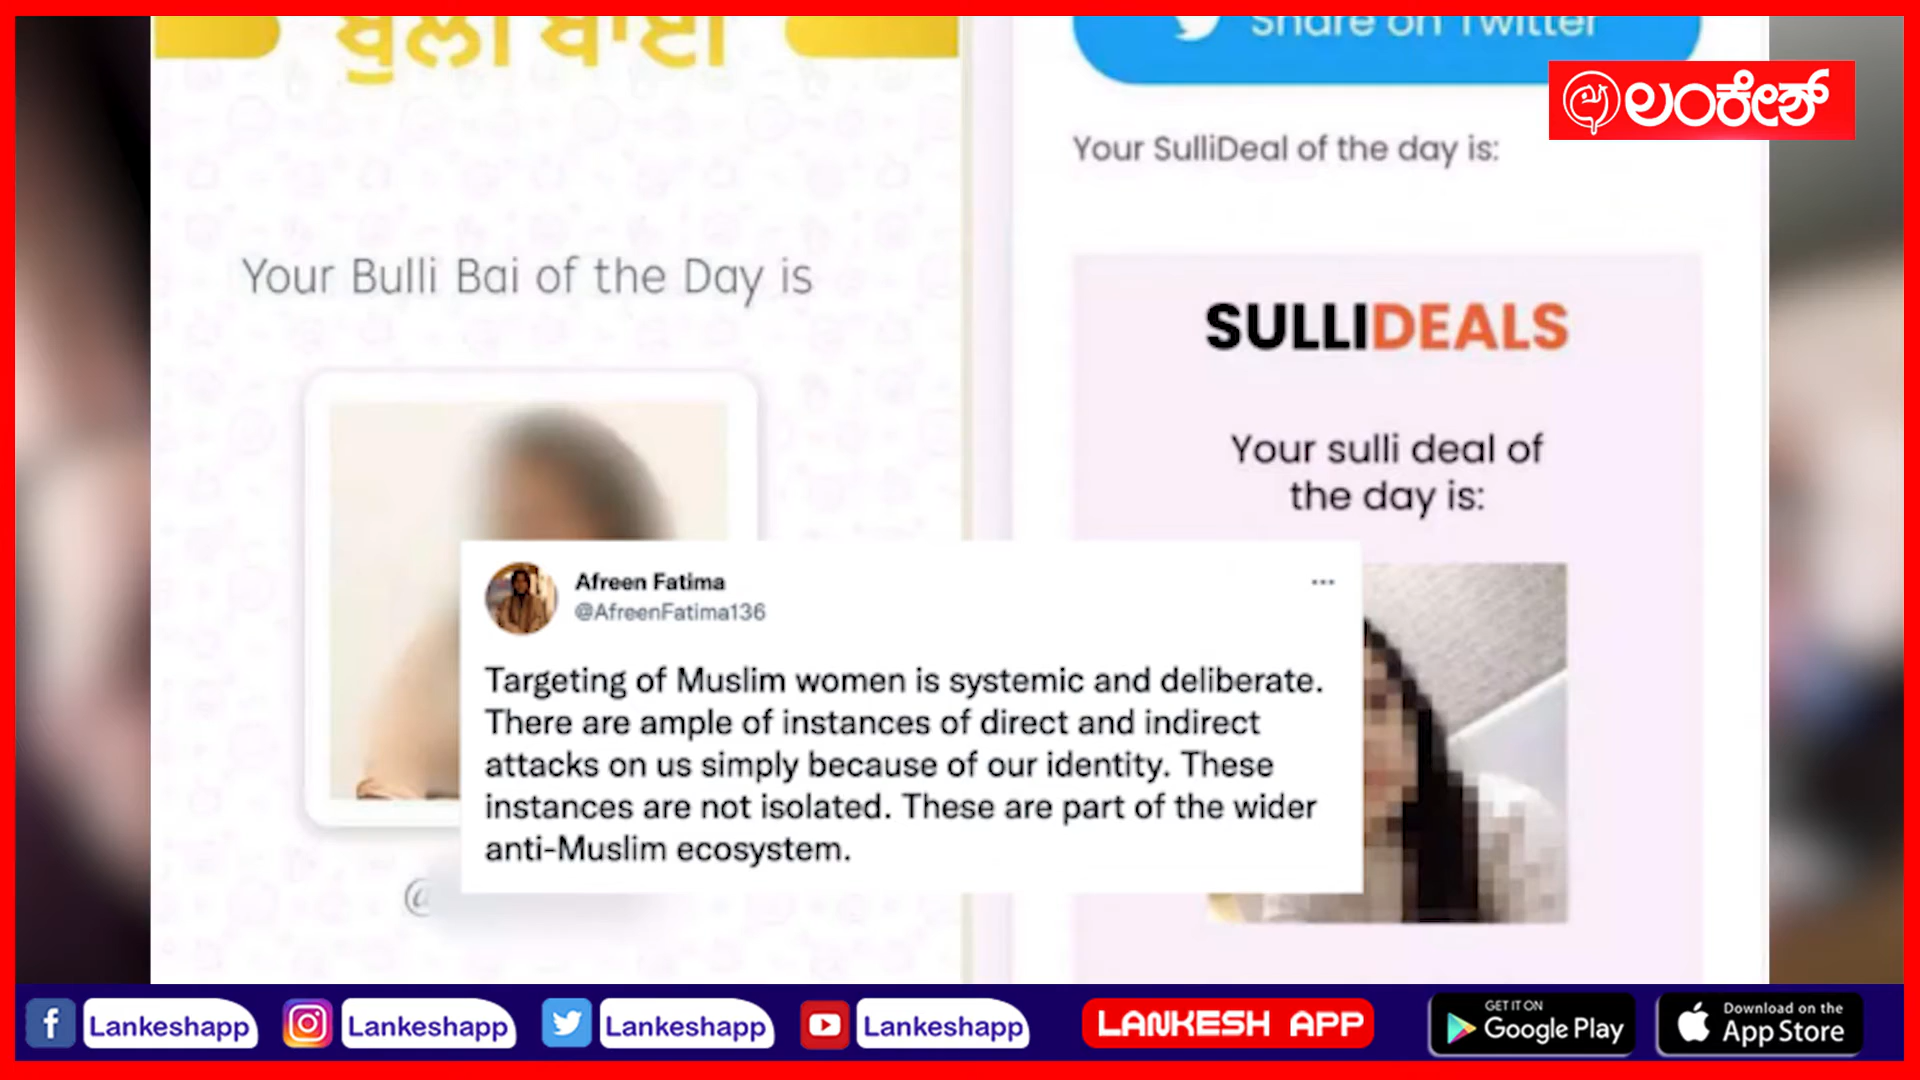 ਬੁਲੀ ਬਾਈ
Share on Twitter
ಲಂಕೇಶ್
Your SulliDeal of the day is:
Your Bulli Bai of the Day is
SULLIDEALS
Your sulli deal of
the day is:
Afreen Fatima
@AfreenFatima136
Targeting of Muslim women is systemic and deliberate.
There are ample of instances of direct and indirect
attacks on us simply because of our identity. These
instances are not isolated. These are part of the wider
anti-Muslim ecosystem.
@
Lankeshapp
Lankeshapp
Lankeshapp
Lankeshapp
LANKESH APP
GET IT ON
Google Play
Download on the
App Store